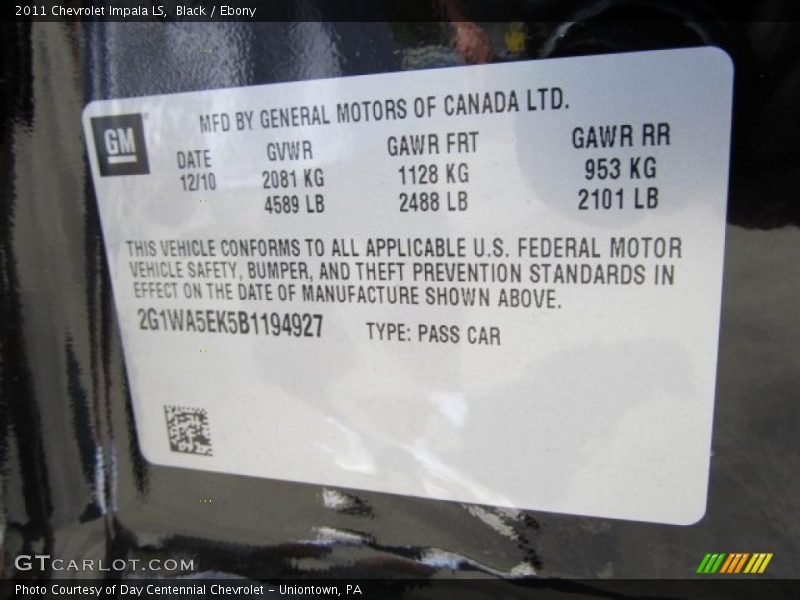 2011 Chevrolet Impala LS, Black / Ebony
MFD BY GENERAL MOTORS OF CANADA LTD.
GM
DATE GVWR GAWR FRT GAWR RR
12/10 2081 KG 1128 KG 953 KG
4589 LB 2488 LB 2101 LB
THIS VEHICLE CONFORMS TO ALL APPLICABLE U.S. FEDERAL MOTOR
VEHICLE SAFETY, BUMPER, AND THEFT PREVENTION STANDARDS IN
EFFECT ON THE DATE OF MANUFACTURE SHOWN ABOVE.
2G1WA5EK5B1194927 TYPE: PASS CAR
GTCARLOT.COM
Photo Courtesy of Day Centennial Chevrolet - Uniontown, PA